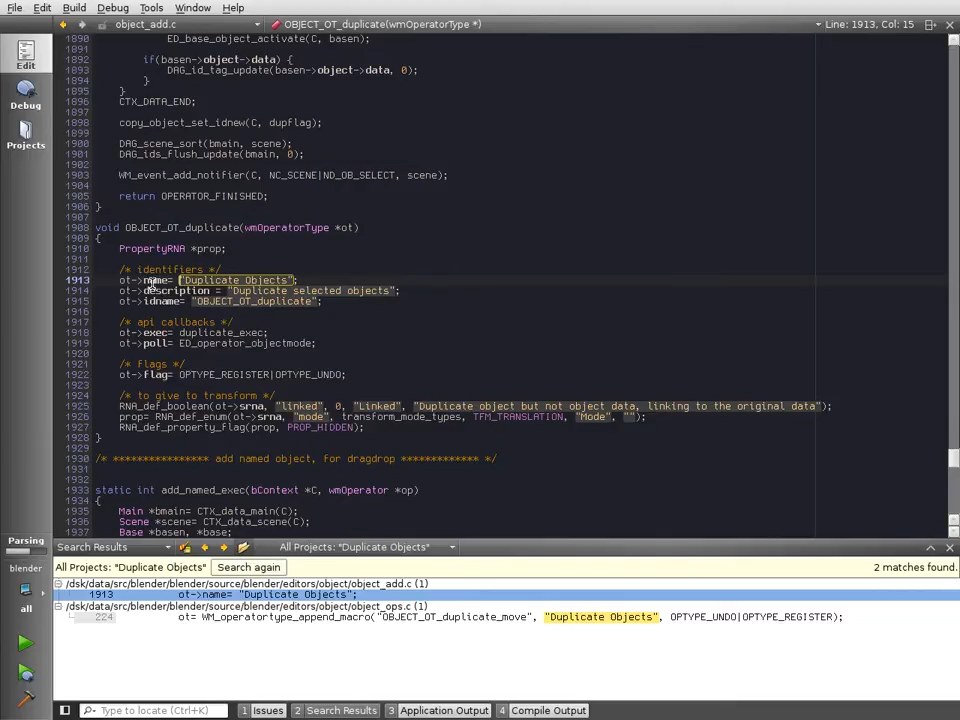 File Edit Build Debug Tools Window Help
object_add.c OBJECT_OT_duplicate(wmOperatorType *) Line: 1913, Col: 15
1890 ED_base_object_activate(C, basen);
1891
1892 if(basen->object->data) {
1893 DAG_id_tag_update(basen->object->data, 0);
1894 }
1895 }
1896 CTX_DATA_END;
1897
1898 copy_object_set_idnew(C, dupflag);
1899
1900 DAG_scene_sort(bmain, scene);
1901 DAG_ids_flush_update(bmain, 0);
1902
1903 WM_event_add_notifier(C, NC_SCENE|ND_OB_SELECT, scene);
1904
1905 return OPERATOR_FINISHED;
1906 }
1907
1908 void OBJECT_OT_duplicate(wmOperatorType *ot)
1909 {
1910 PropertyRNA *prop;
1911
1912 /* identifiers */
1913 ot->name= "Duplicate Objects";
1914 ot->description = "Duplicate selected objects";
1915 ot->idname= "OBJECT_OT_duplicate";
1916
1917 /* api callbacks */
1918 ot->exec= duplicate_exec;
1919 ot->poll= ED_operator_objectmode;
1920
1921 /* flags */
1922 ot->flag= OPTYPE_REGISTER|OPTYPE_UNDO;
1923
1924 /* to give to transform */
1925 RNA_def_boolean(ot->srna, "linked", 0, "Linked", "Duplicate object but not object data, linking to the original data");
1926 prop= RNA_def_enum(ot->srna, "mode", transform_mode_types, TFM_TRANSLATION, "Mode", "");
1927 RNA_def_property_flag(prop, PROP_HIDDEN);
1928 }
1929
1930 /* **************** add named object, for dragdrop ************* */
1931
1932
1933 static int add_named_exec(bContext *C, wmOperator *op)
1934 {
1935 Main *bmain= CTX_data_main(C);
1936 Scene *scene= CTX_data_scene(C);
1937 Base *basen, *base;
Edit
Debug
Projects
Parsing
blender
all
Search Results All Projects: "Duplicate Objects"
All Projects: "Duplicate Objects" Search again 2 matches found.
/dsk/data/src/blender/blender/source/blender/editors/object/object_add.c (1)
1913 ot->name= "Duplicate Objects";
/dsk/data/src/blender/blender/source/blender/editors/object/object_ops.c (1)
224 ot= WM_operatortype_append_macro("OBJECT_OT_duplicate_move", "Duplicate Objects", OPTYPE_UNDO|OPTYPE_REGISTER);
Type to locate (Ctrl+K) 1 Issues 2 Search Results 3 Application Output 4 Compile Output